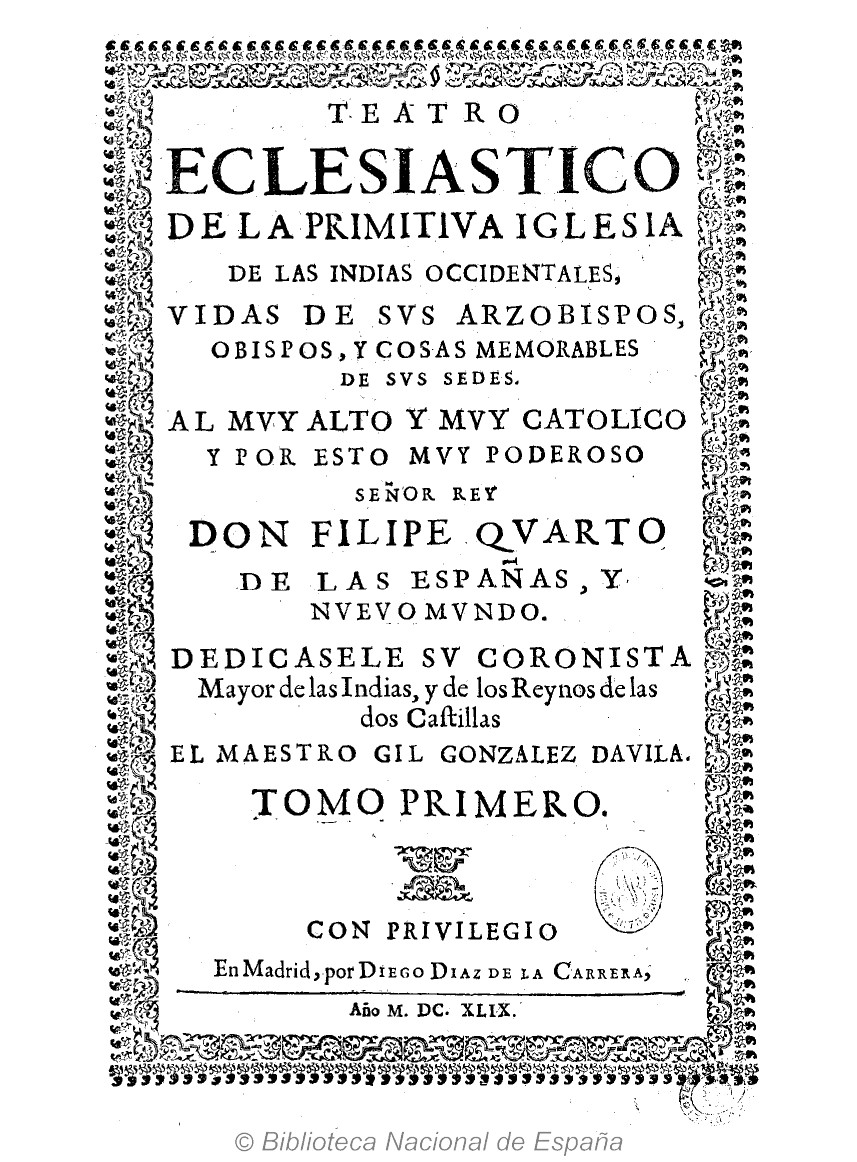 TEATRO
ECLESIASTICO
DE LA PRIMITIVA IGLESIA
DE LAS INDIAS OCCIDENTALES,
VIDAS DE SVS ARZOBISPOS,
OBISPOS, Y COSAS MEMORABLES
DE SVS SEDES.
AL MVY ALTO Y MVY CATOLICO
Y POR ESTO MVY PODEROSO
SEÑOR REY
DON FILIPE QVARTO
DE LAS ESPAÑAS, Y
NVEVO MVNDO.
DEDICASELE SV CORONISTA
Mayor de las Indias, y de los Reynos de las
dos Caſtillas
EL MAESTRO GIL GONZALEZ DAVILA.
TOMO PRIMERO.
CON PRIVILEGIO
En Madrid, por DIEGO DIAZ DE LA CARRERA,
Año M. DC. XLIX.
© Biblioteca Nacional de España